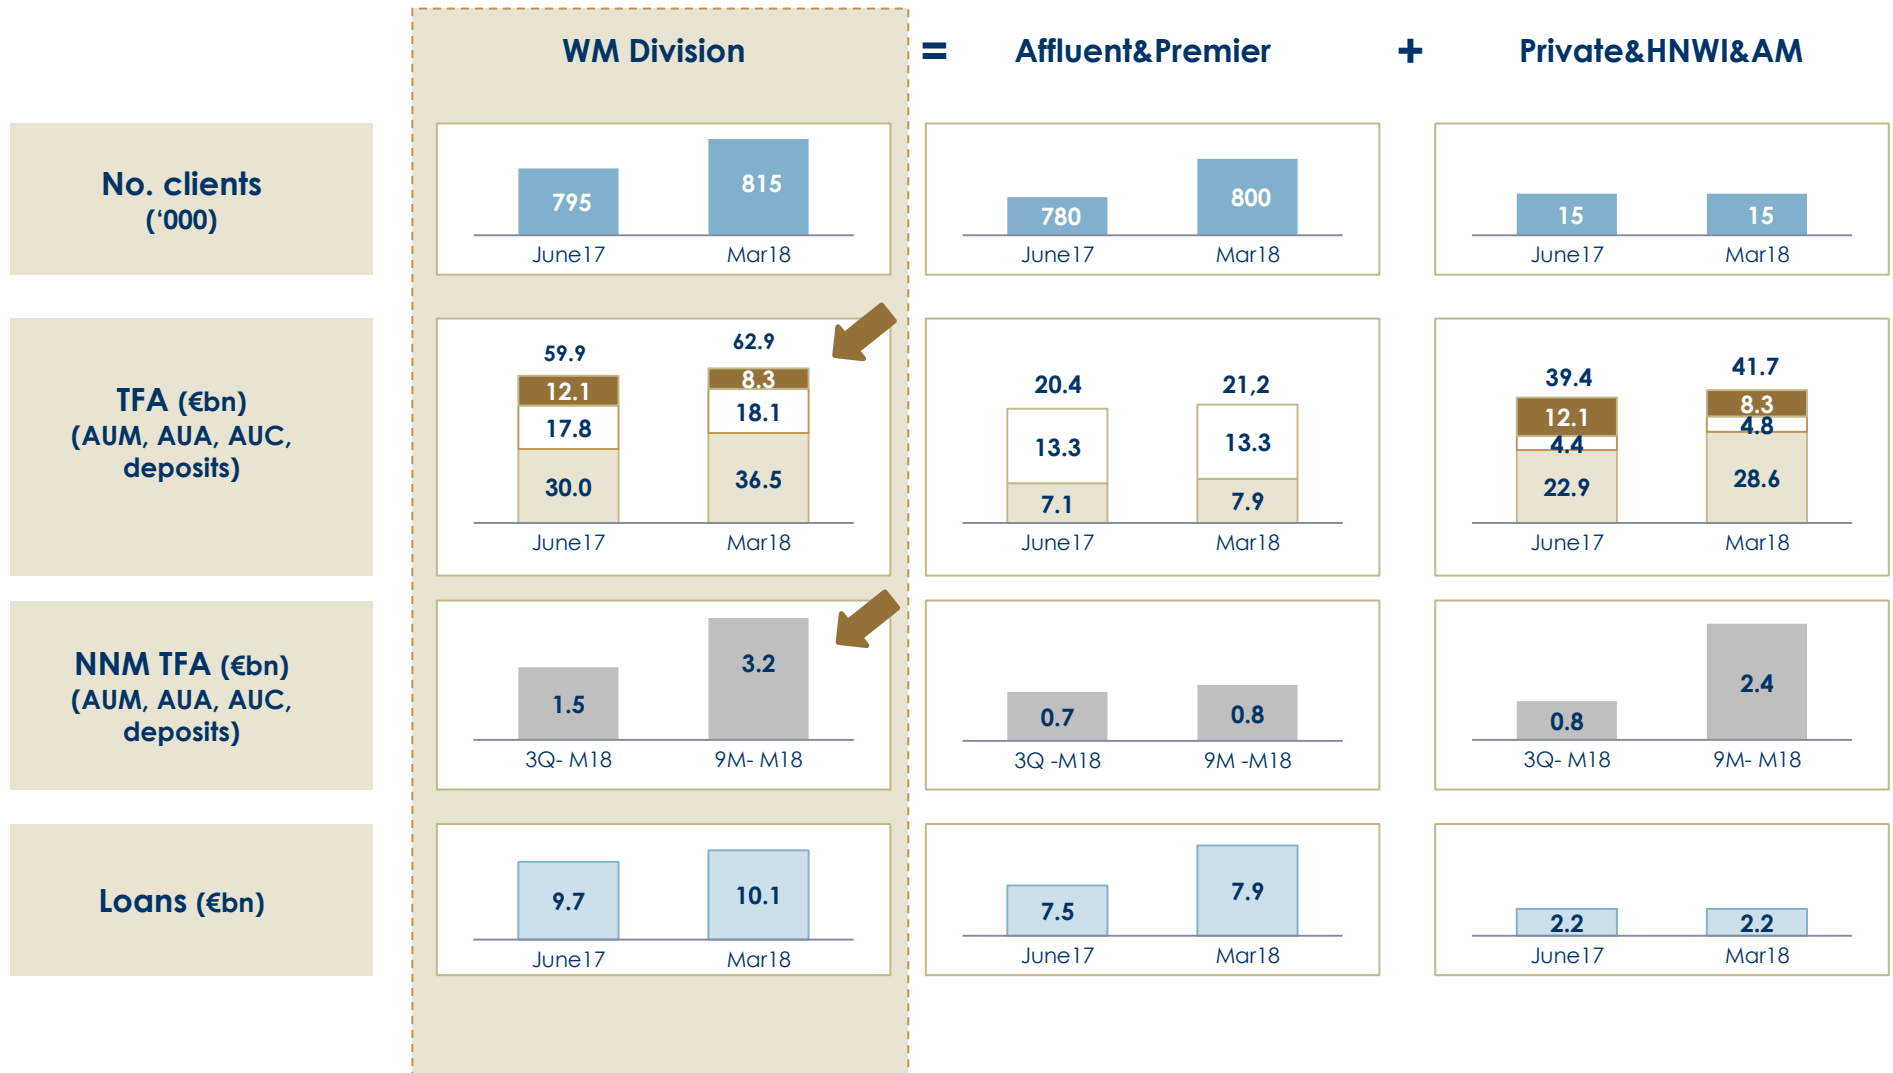 WM Division
=
Affluent&Premier
+
Private&HNWI&AM
No. clients
(‘000)
795
815
June17
Mar18
780
800
June17
Mar18
15
15
June17
Mar18
TFA (€bn)
(AUM, AUA, AUC,
deposits)
59.9
62.9
12.1
8.3
17.8
18.1
30.0
36.5
June17
Mar18
20.4
21,2
13.3
13.3
7.1
7.9
June17
Mar18
39.4
41.7
12.1
8.3
4.4
4.8
22.9
28.6
June17
Mar18
NNM TFA (€bn)
(AUM, AUA, AUC,
deposits)
1.5
3.2
3Q- M18
9M- M18
0.7
0.8
3Q -M18
9M -M18
0.8
2.4
3Q- M18
9M- M18
Loans (€bn)
9.7
10.1
June17
Mar18
7.5
7.9
June17
Mar18
2.2
2.2
June17
Mar18